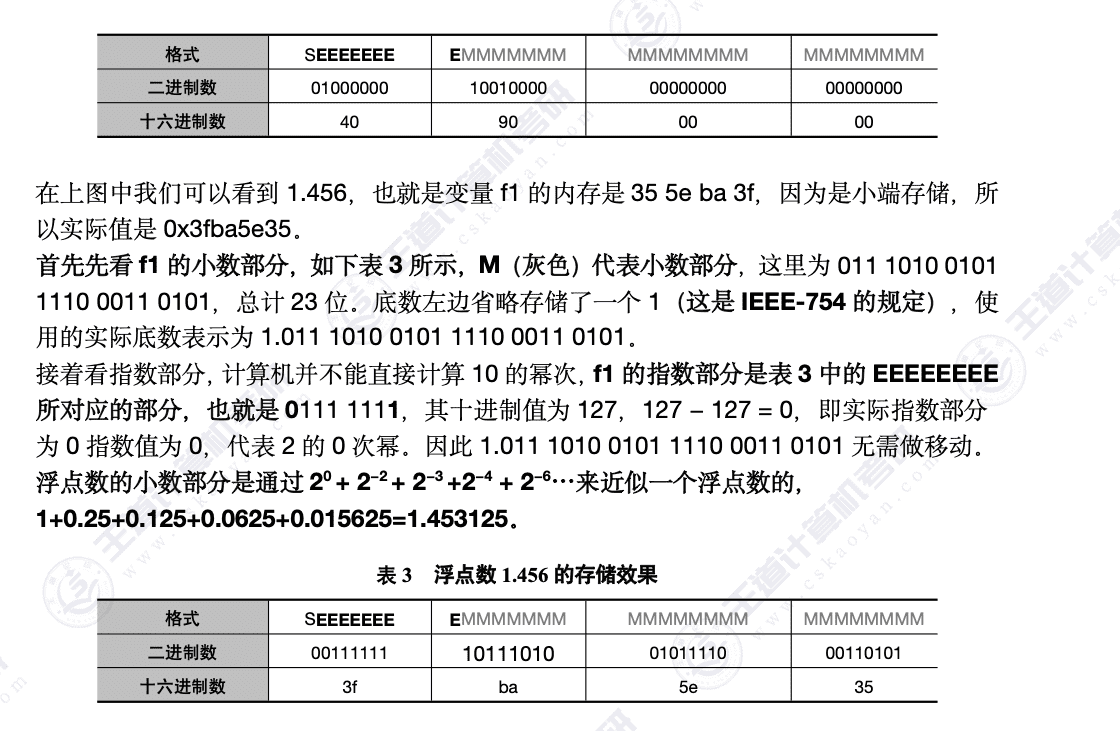 格式 SEEEEEEE EMMMMMMM MMMMMMMM MMMMMMMM
二进制数 01000000 10010000 00000000 00000000
十六进制数 40 90 00 00
在上图中我们可以看到 1.456，也就是变量 f1 的内存是 35 5e ba 3f，因为是小端存储，所
以实际值是 0x3fba5e35。
首先先看 f1 的小数部分，如下表 3 所示，M（灰色）代表小数部分，这里为 011 1010 0101
1110 0011 0101，总计 23 位。底数左边省略存储了一个 1（这是 IEEE-754 的规定），使
用的实际底数表示为 1.011 1010 0101 1110 0011 0101。
接着看指数部分，计算机并不能直接计算 10 的幂次，f1 的指数部分是表 3 中的 EEEEEEEE
所对应的部分，也就是 0111 1111，其十进制值为 127，127 − 127 = 0，即实际指数部分
为 0 指数值为 0，代表 2 的 0 次幂。因此 1.011 1010 0101 1110 0011 0101 无需做移动。
浮点数的小数部分是通过 2⁰ + 2⁻² + 2⁻³ +2⁻⁴ + 2⁻⁶…来近似一个浮点数的，
1+0.25+0.125+0.0625+0.015625=1.453125。
表 3 浮点数 1.456 的存储效果
格式 SEEEEEEE EMMMMMMM MMMMMMMM MMMMMMMM
二进制数 00111111 10111010 01011110 00110101
十六进制数 3f ba 5e 35
王道计算机考研
www.cskaoyan.com